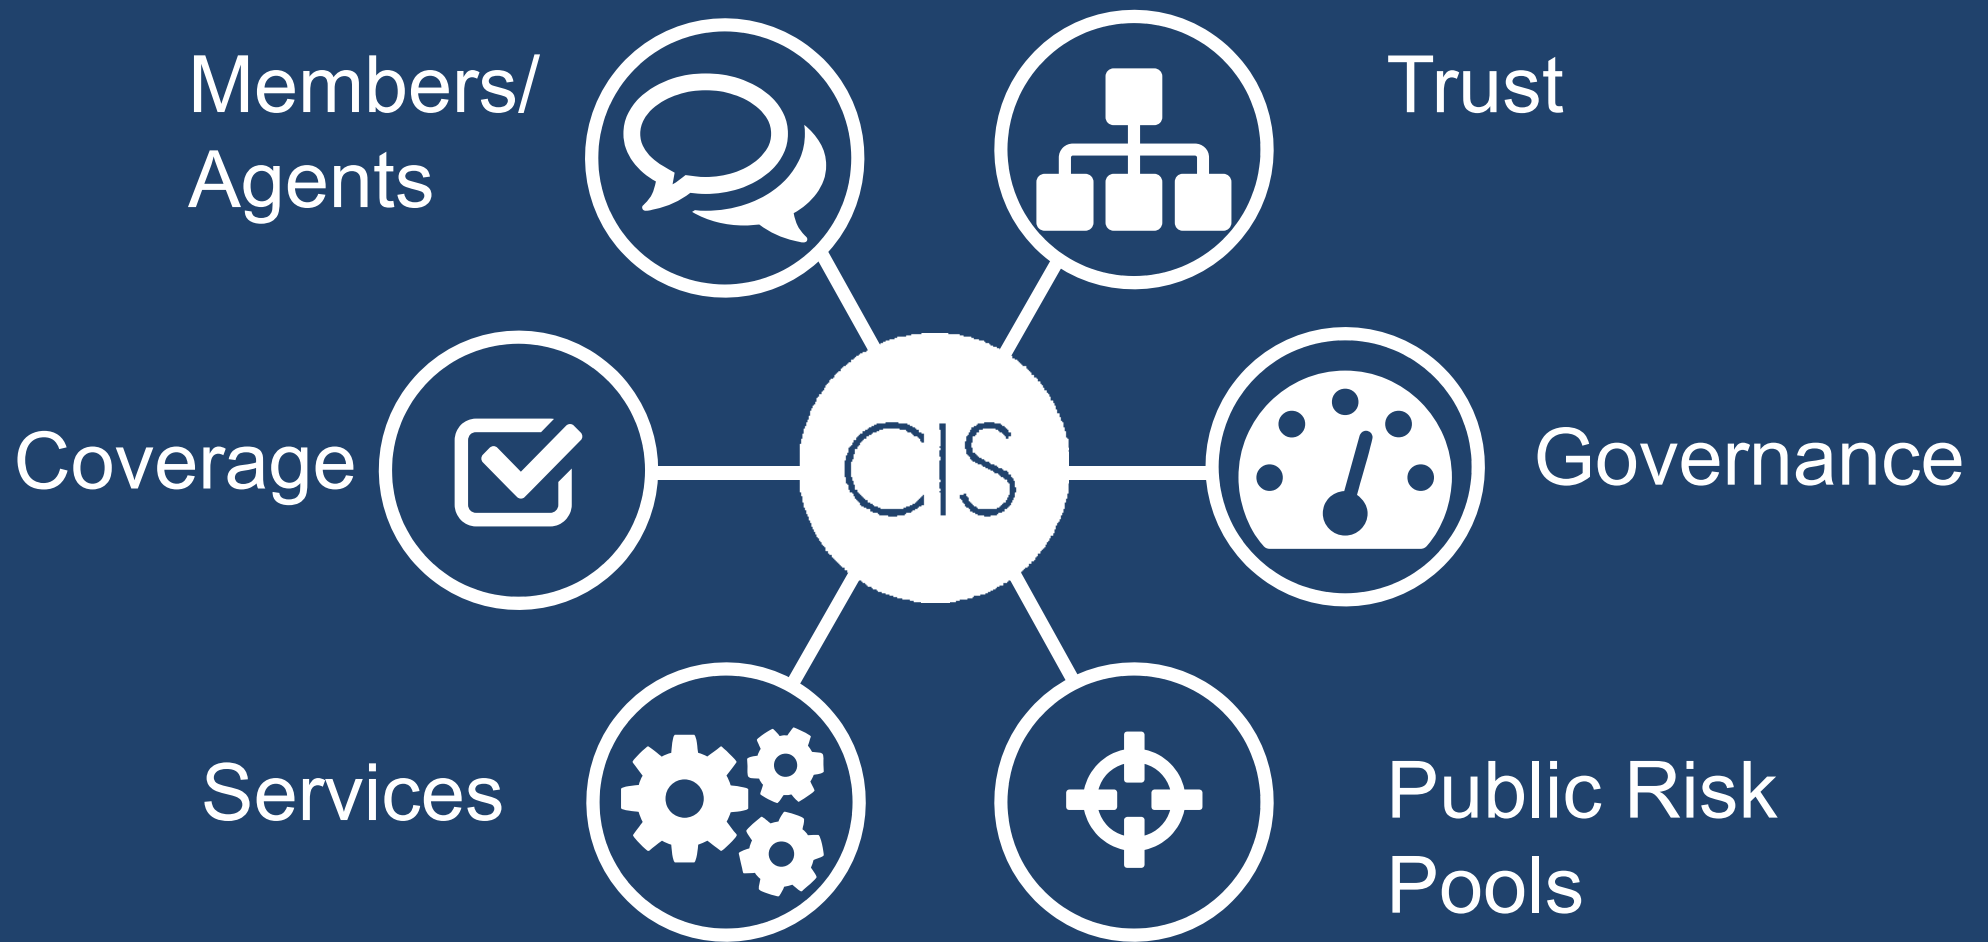 Members/
Agents
Trust
Coverage
CIS
Governance
Services
Public Risk
Pools